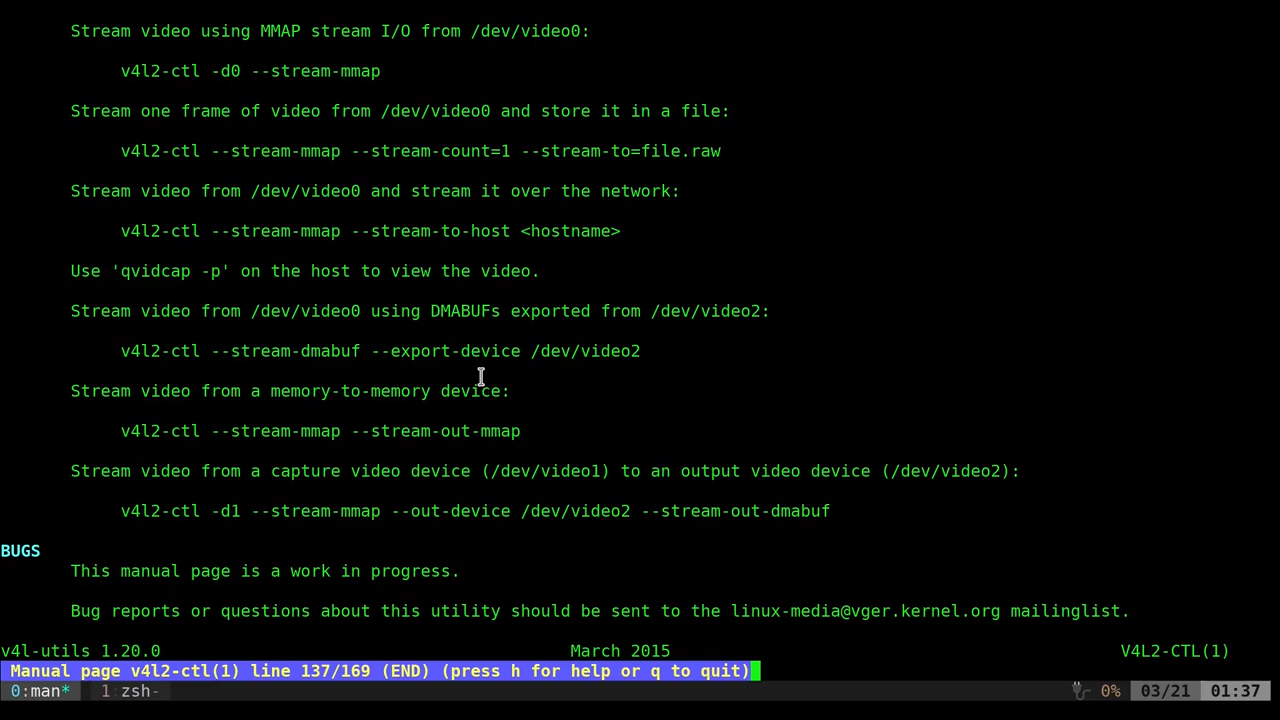 Stream video using MMAP stream I/O from /dev/video0:
v4l2-ctl -d0 --stream-mmap
Stream one frame of video from /dev/video0 and store it in a file:
v4l2-ctl --stream-mmap --stream-count=1 --stream-to=file.raw
Stream video from /dev/video0 and stream it over the network:
v4l2-ctl --stream-mmap --stream-to-host <hostname>
Use 'qvidcap -p' on the host to view the video.
Stream video from /dev/video0 using DMABUFs exported from /dev/video2:
v4l2-ctl --stream-dmabuf --export-device /dev/video2
Stream video from a memory-to-memory device:
v4l2-ctl --stream-mmap --stream-out-mmap
Stream video from a capture video device (/dev/video1) to an output video device (/dev/video2):
v4l2-ctl -d1 --stream-mmap --out-device /dev/video2 --stream-out-dmabuf
BUGS
This manual page is a work in progress.
Bug reports or questions about this utility should be sent to the linux-media@vger.kernel.org mailinglist.
v4l-utils 1.20.0 March 2015 V4L2-CTL(1)
Manual page v4l2-ctl(1) line 137/169 (END) (press h for help or q to quit)
0:man* 1:zsh- 0% 03/21 01:37